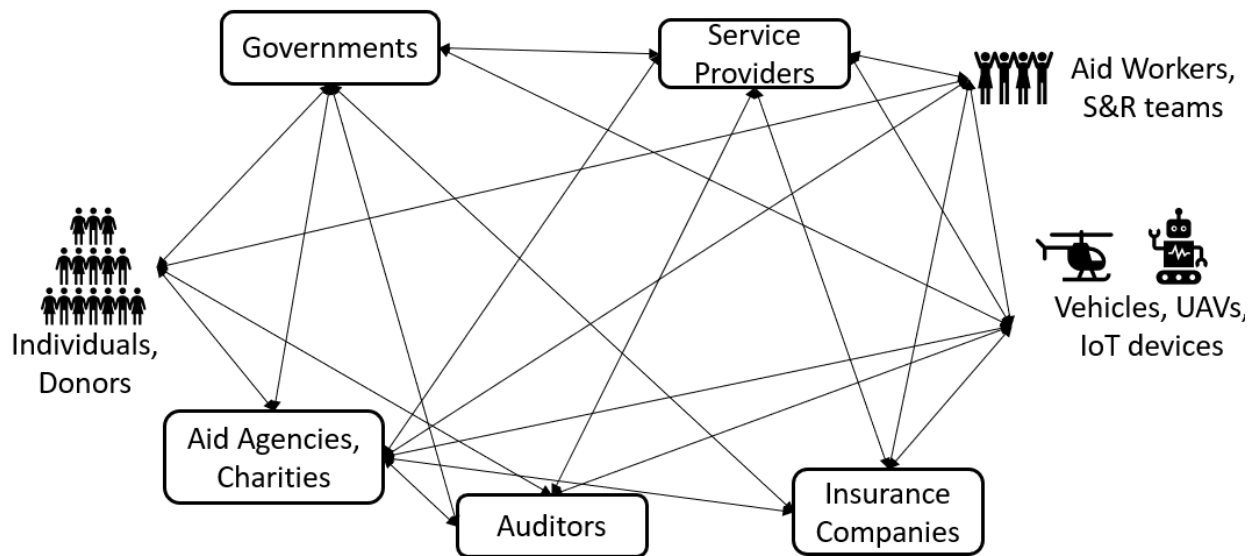 Governments
Service
Providers
Aid Workers,
S&R teams
Individuals,
Donors
Vehicles, UAVs,
IoT devices
Aid Agencies,
Charities
Auditors
Insurance
Companies